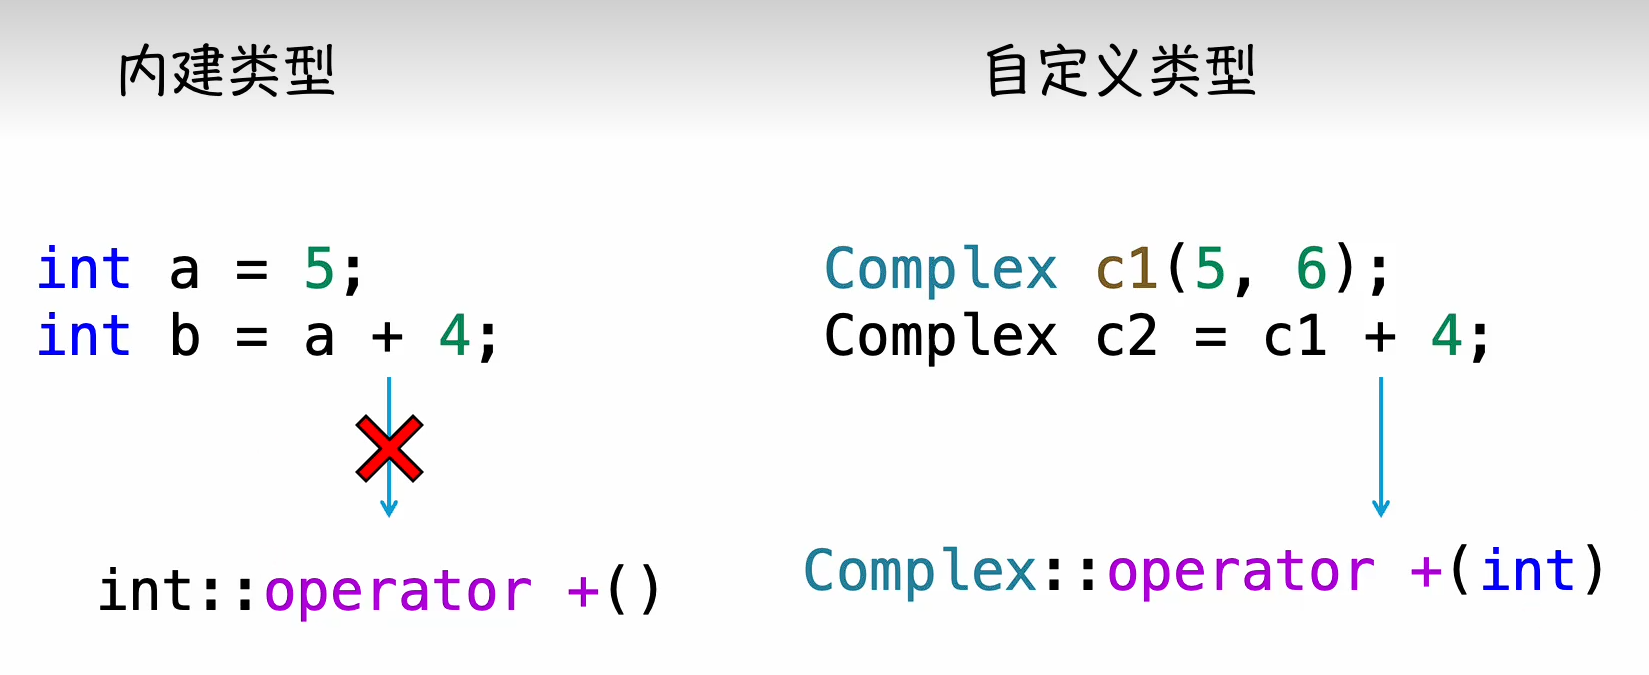 内建类型
int a = 5;
int b = a + 4;
int::operator +()
自定义类型
Complex c1(5, 6);
Complex c2 = c1 + 4;
Complex::operator +(int)